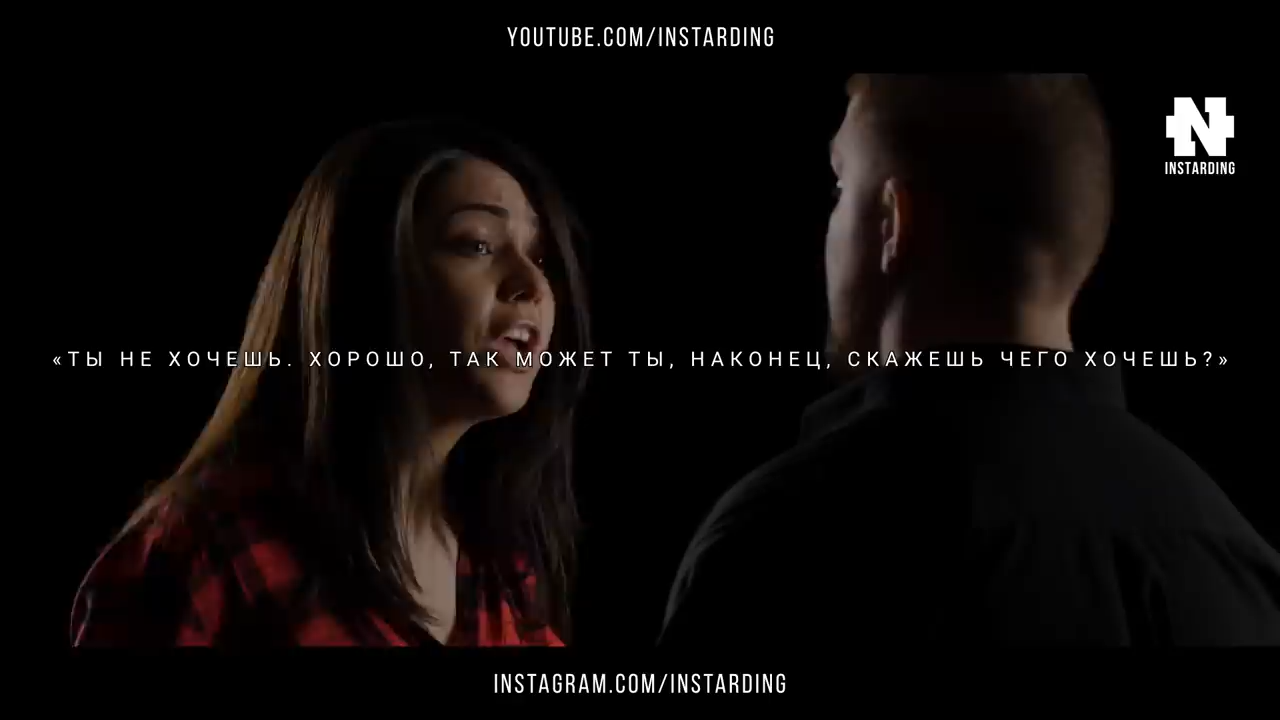 YOUTUBE.COM/INSTARDING
N
INSTARDING
«ТЫ НЕ ХОЧЕШЬ. ХОРОШО, ТАК МОЖЕТ ТЫ, НАКОНЕЦ, СКАЖЕШЬ ЧЕГО ХОЧЕШЬ?»
INSTAGRAM.COM/INSTARDING